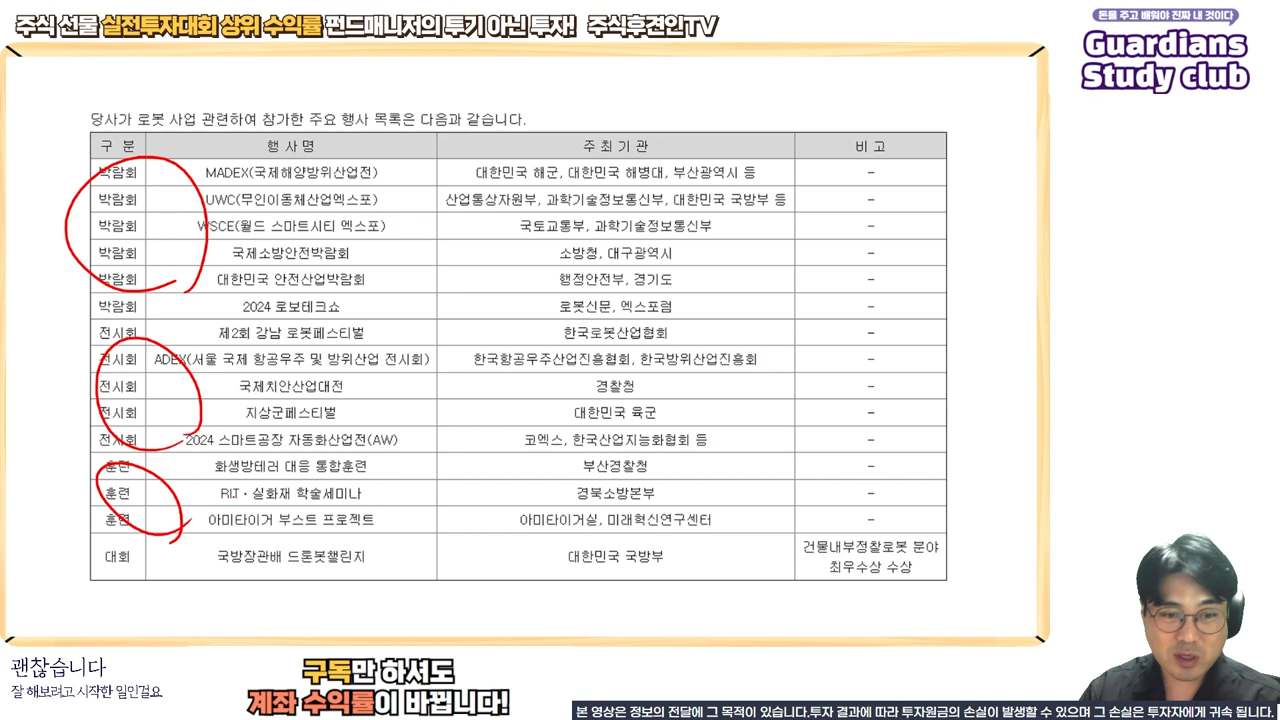 주식 선물 실전투자대회 상위 수익률 펀드매니저의 투기 아닌 투자! 주식후견인TV
돈을 주고 배워야 진짜 내 것이다
Guardians
Study club
당사가 로봇 사업 관련하여 참가한 주요 행사 목록은 다음과 같습니다.
구 분 행 사 명 주 최 기 관 비 고
박람회 MADEX(국제해양방위산업전) 대한민국 해군, 대한민국 해병대, 부산광역시 등 -
박람회 UWC(무인이동체산업엑스포) 산업통상자원부, 과학기술정보통신부, 대한민국 국방부 등 -
박람회 WSCE(월드 스마트시티 엑스포) 국토교통부, 과학기술정보통신부 -
박람회 국제소방안전박람회 소방청, 대구광역시 -
박람회 대한민국 안전산업박람회 행정안전부, 경기도 -
박람회 2024 로보테크쇼 로봇신문, 엑스포럼 -
전시회 제2회 강남 로봇페스티벌 한국로봇산업협회 -
전시회 ADEX(서울 국제 항공우주 및 방위산업 전시회) 한국항공우주산업진흥협회, 한국방위산업진흥회 -
전시회 국제치안산업대전 경찰청 -
전시회 지상군페스티벌 대한민국 육군 -
전시회 2024 스마트공장 자동화산업전(AW) 코엑스, 한국산업지능화협회 등 -
훈련 화생방테러 대응 통합훈련 부산경찰청 -
훈련 RIT·실화재 학술세미나 경북소방본부 -
훈련 아미타이거 부스트 프로젝트 아미타이거실, 미래혁신연구센터 -
대회 국방장관배 드론봇챌린지 대한민국 국방부 건물내부정찰로봇 분야
최우수상 수상
괜찮습니다
잘 해보려고 시작한 일인걸요
구독만 하셔도
계좌 수익률이 바뀝니다!
본 영상은 정보의 전달에 그 목적이 있습니다.투자 결과에 따라 투자원금의 손실이 발생할 수 있으며 그 손실은 투자자에게 귀속 됩니다.